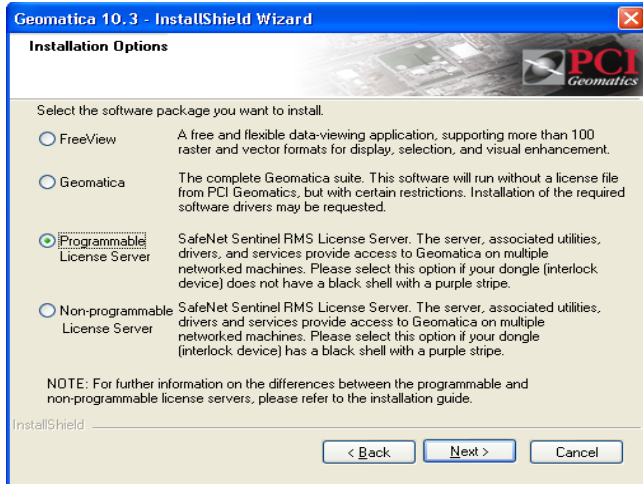 Geomatica 10.3 - InstallShield Wizard
Installation Options
PCI
Geomatics
Select the software package you want to install.
FreeView
A free and flexible data-viewing application, supporting more than 100
raster and vector formats for display, selection, and visual enhancement.
Geomatica
The complete Geomatica suite. This software will run without a license file
from PCI Geomatics, but with certain restrictions. Installation of the required
software drivers may be requested.
Programmable
License Server
SafeNet Sentinel RMS License Server. The server, associated utilities,
drivers, and services provide access to Geomatica on multiple
networked machines. Please select this option if your dongle (interlock
device) does not have a black shell with a purple stripe.
Non-programmable
License Server
SafeNet Sentinel RMS License Server. The server, associated utilities,
drivers and services provide access to Geomatica on multiple
networked machines. Please select this option if your dongle
(interlock device) has a black shell with a purple stripe.
NOTE: For further information on the differences between the programmable and
non-programmable license servers, please refer to the installation guide.
InstallShield
< Back
Next >
Cancel